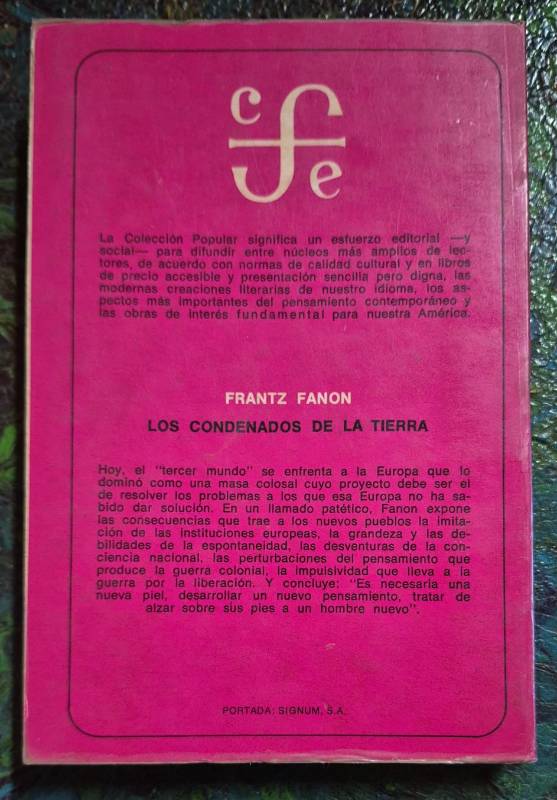 c f e
La Colección Popular significa un esfuerzo editorial —y
social— para difundir entre núcleos más amplios de lec-
tores, de acuerdo con normas de calidad cultural y en libros
de precio accesible y presentación sencilla pero digna, las
modernas creaciones literarias de nuestro idioma, los as-
pectos más importantes del pensamiento contemporáneo y
las obras de interés fundamental para nuestra América.
FRANTZ FANON
LOS CONDENADOS DE LA TIERRA
Hoy, el "tercer mundo" se enfrenta a la Europa que lo
dominó como una masa colosal cuyo proyecto debe ser el
de resolver los problemas a los que esa Europa no ha sa-
bido dar solución. En un llamado patético, Fanon expone
las consecuencias que trae a los nuevos pueblos la imita-
ción de las instituciones europeas, la grandeza y las de-
bilidades de la espontaneidad, las desventuras de la con-
ciencia nacional, las perturbaciones del pensamiento que
produce la guerra colonial, la impulsividad que lleva a la
guerra por la liberación. Y concluye: "Es necesaria una
nueva piel, desarrollar un nuevo pensamiento, tratar de
alzar sobre sus pies a un hombre nuevo".
PORTADA: SIGNUM, S.A.